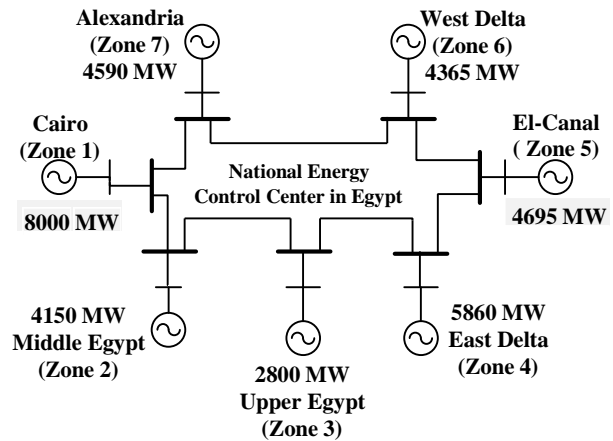 Alexandria
(Zone 7)
4590 MW
West Delta
(Zone 6)
4365 MW
Cairo
(Zone 1)
8000 MW
National Energy
Control Center in Egypt
El-Canal
( Zone 5)
4695 MW
4150 MW
Middle Egypt
(Zone 2)
2800 MW
Upper Egypt
(Zone 3)
5860 MW
East Delta
(Zone 4)